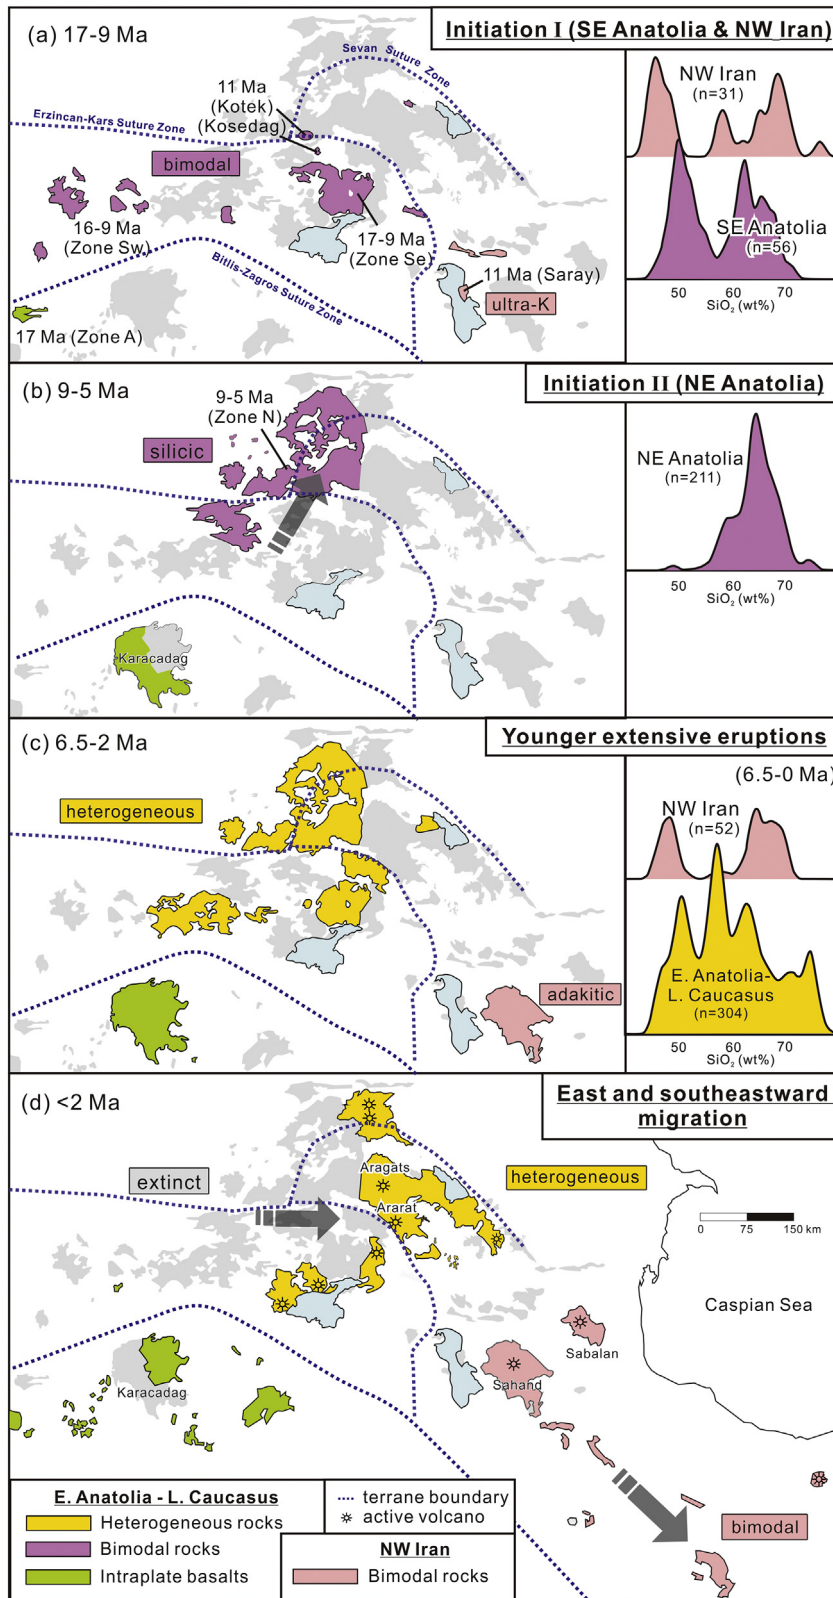 (a) 17-9 Ma
Initiation I (SE Anatolia & NW Iran)
Sevan Suture Zone
11 Ma
(Kotek)
(Kosedag)
Erzincan-Kars Suture Zone
bimodal
16-9 Ma
(Zone Sw)
17-9 Ma
(Zone Se)
Bitlis-Zagros Suture Zone
11 Ma (Saray)
ultra-K
17 Ma (Zone A)
NW Iran
(n=31)
SE Anatolia
(n=56)
50 60 70
SiO₂ (wt%)
(b) 9-5 Ma
Initiation II (NE Anatolia)
9-5 Ma
(Zone N)
silicic
Karacadag
NE Anatolia
(n=211)
50 60 70
SiO₂ (wt%)
(c) 6.5-2 Ma
Younger extensive eruptions
heterogeneous
adakitic
(6.5-0 Ma)
NW Iran
(n=52)
E. Anatolia-
L. Caucasus
(n=304)
50 60 70
SiO₂ (wt%)
(d) <2 Ma
East and southeastward
migration
extinct
Aragats
heterogeneous
Ararat
0 75 150 km
Caspian Sea
Sabalan
Sahand
Karacadag
bimodal
E. Anatolia - L. Caucasus
Heterogeneous rocks
Bimodal rocks
Intraplate basalts
terrane boundary
active volcano
NW Iran
Bimodal rocks